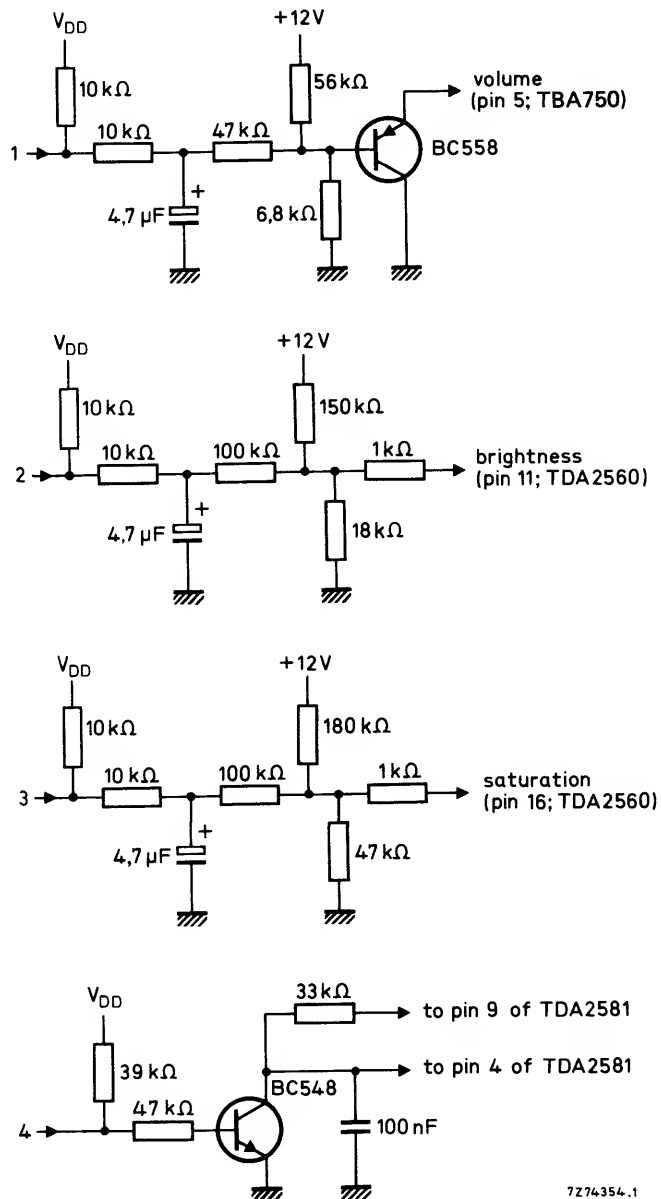 V_DD
+12V
10 kΩ
56 kΩ
volume
(pin 5; TBA750)
1
10 kΩ
47 kΩ
BC558
+
4,7 µF
6,8 kΩ
V_DD
+12V
10 kΩ
150 kΩ
2
10 kΩ
100 kΩ
1 kΩ
brightness
(pin 11; TDA2560)
+
4,7 µF
18 kΩ
V_DD
+12V
10 kΩ
180 kΩ
3
10 kΩ
100 kΩ
1 kΩ
saturation
(pin 16; TDA2560)
+
4,7 µF
47 kΩ
33 kΩ
V_DD
to pin 9 of TDA2581
39 kΩ
to pin 4 of TDA2581
BC548
4
47 kΩ
100 nF
7Z74354.1